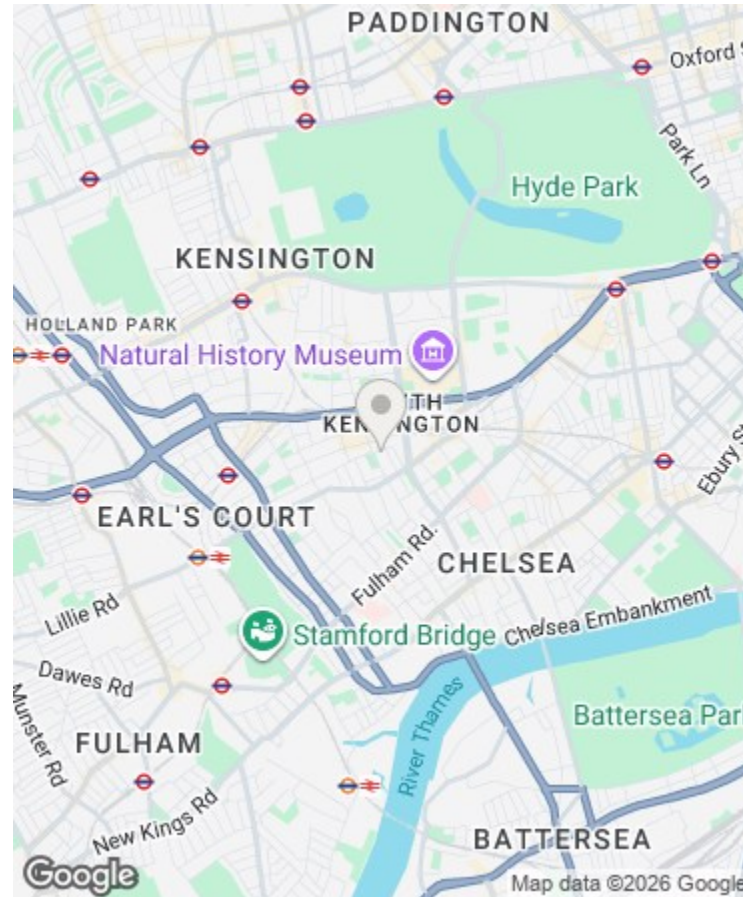 PADDINGTON
Oxford S
Park Ln
Hyde Park
KENSINGTON
HOLLAND PARK
Natural History Museum
KENSINGTON
Ebury St
EARL'S COURT
Fulham Rd.
CHELSEA
Lillie Rd
Chelsea Embankment
Stamford Bridge
Dawes Rd
Munster Rd
River Thames
Battersea Par
FULHAM
New Kings Rd
BATTERSEA
Google
Map data ©2026 Google